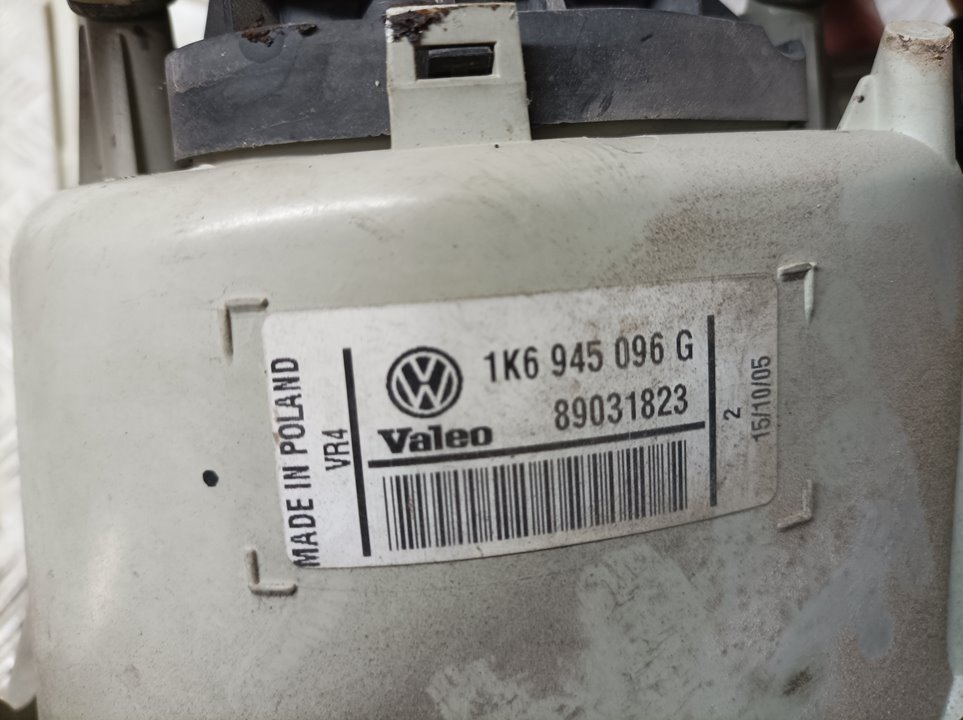 MADE IN POLAND
VR4
1K6 945 096 G
89031823
Valeo
2
15/10/05